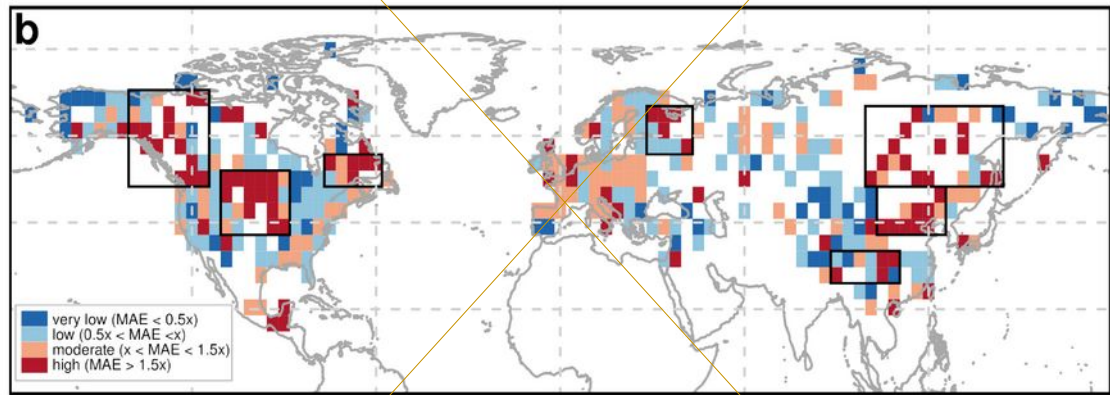 b
very low (MAE < 0.5x)
low (0.5x < MAE <x)
moderate (x < MAE < 1.5x)
high (MAE > 1.5x)